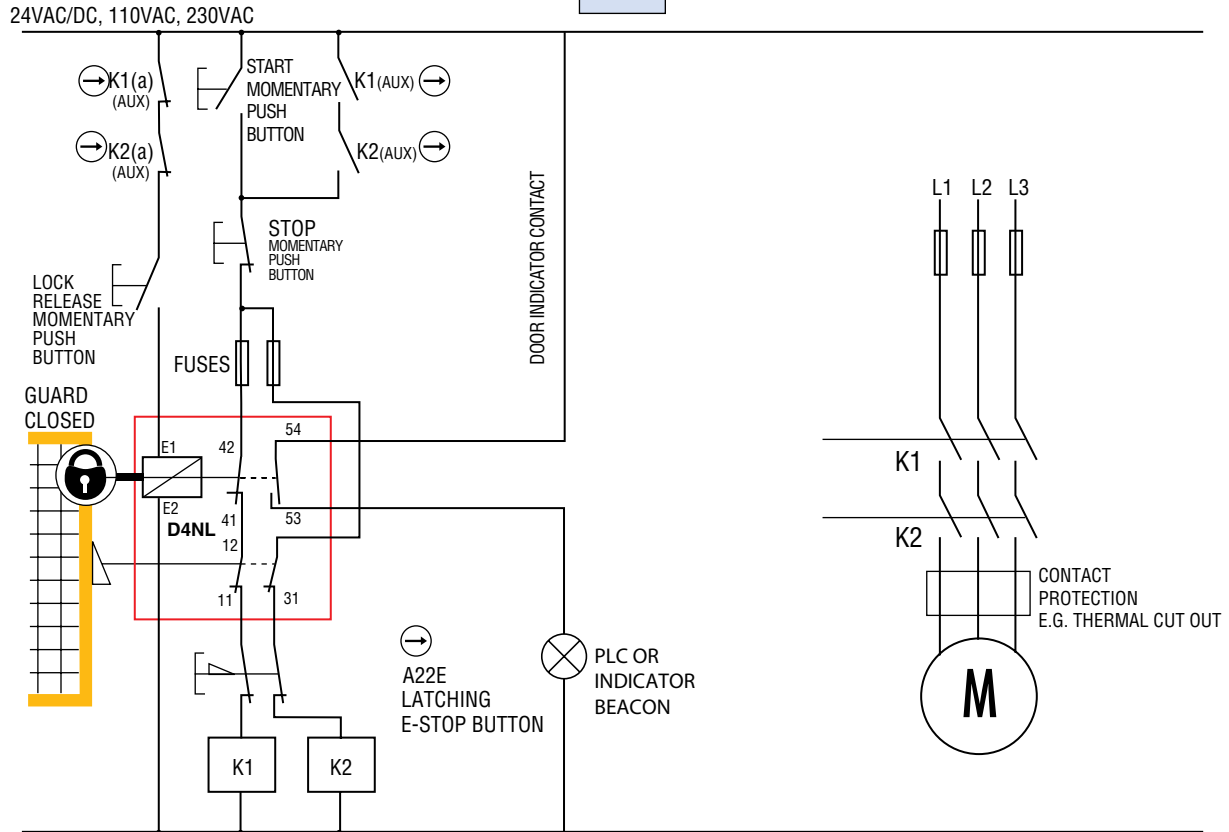 24VAC/DC, 110VAC, 230VAC
K1(a)
(AUX)
K2(a)
(AUX)
START
MOMENTARY
PUSH
BUTTON
K1(AUX)
K2(AUX)
STOP
MOMENTARY
PUSH
BUTTON
LOCK
RELEASE
MOMENTARY
PUSH
BUTTON
FUSES
DOOR INDICATOR CONTACT
GUARD
CLOSED
E1
E2
D4NL
42
54
41
53
12
11
31
A22E
LATCHING
E-STOP BUTTON
PLC OR
INDICATOR
BEACON
K1
K2
L1 L2 L3
K1
K2
CONTACT
PROTECTION
E.G. THERMAL CUT OUT
M